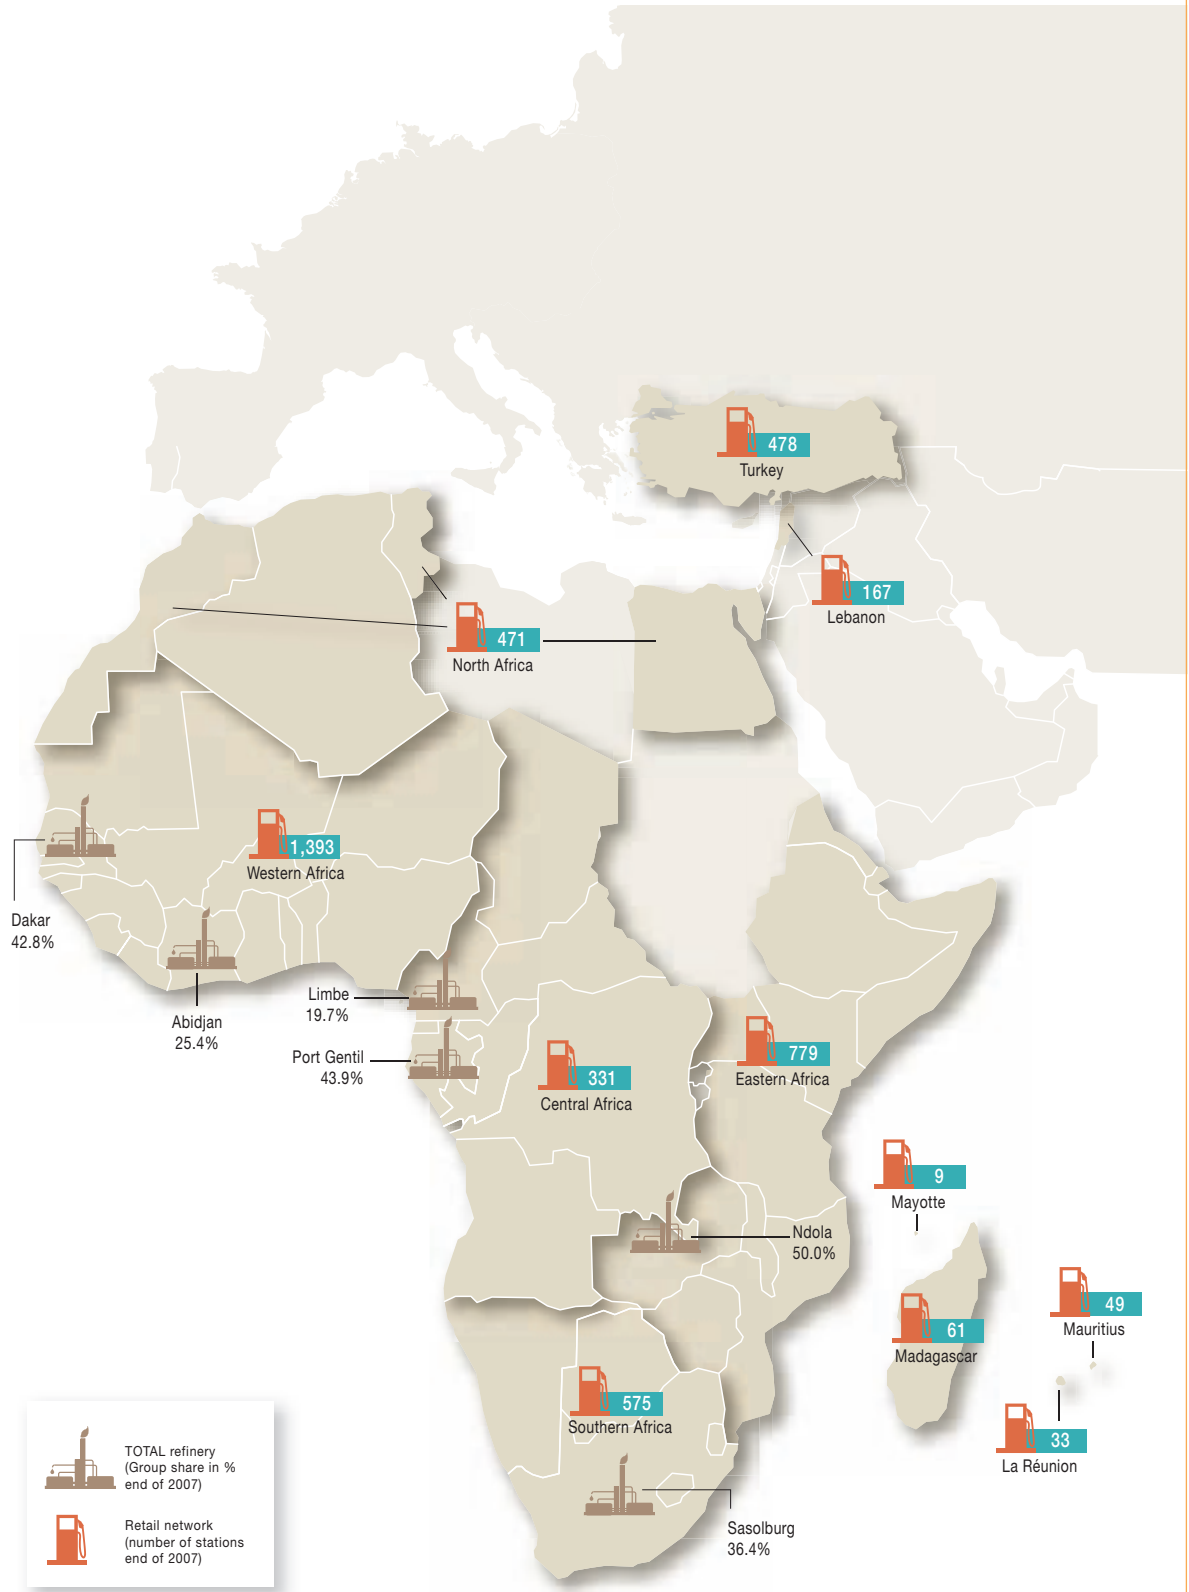 478
Turkey
167
Lebanon
471
North Africa
1,393
Western Africa
Dakar
42.8%
Abidjan
25.4%
Limbe
19.7%
Port Gentil
43.9%
331
Central Africa
779
Eastern Africa
9
Mayotte
Ndola
50.0%
49
Mauritius
61
Madagascar
33
La Réunion
575
Southern Africa
Sasolburg
36.4%
TOTAL refinery
(Group share in %
end of 2007)
Retail network
(number of stations
end of 2007)